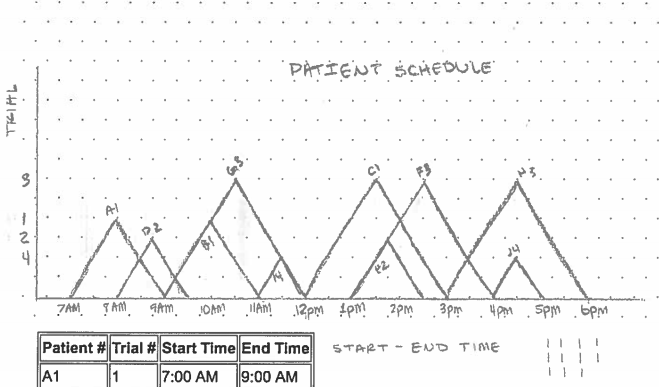 PATIENT SCHEDULE
TRIAL
3
1
2
4
A1
D2
B1
G3
I4
C1
E2
F3
H3
J4
7AM 8AM 9AM 10AM 11AM 12pm 1pm 2pm 3pm 4pm 5pm 6pm
START - END TIME
Patient # Trial # Start Time End Time
A1 1 7:00 AM 9:00 AM